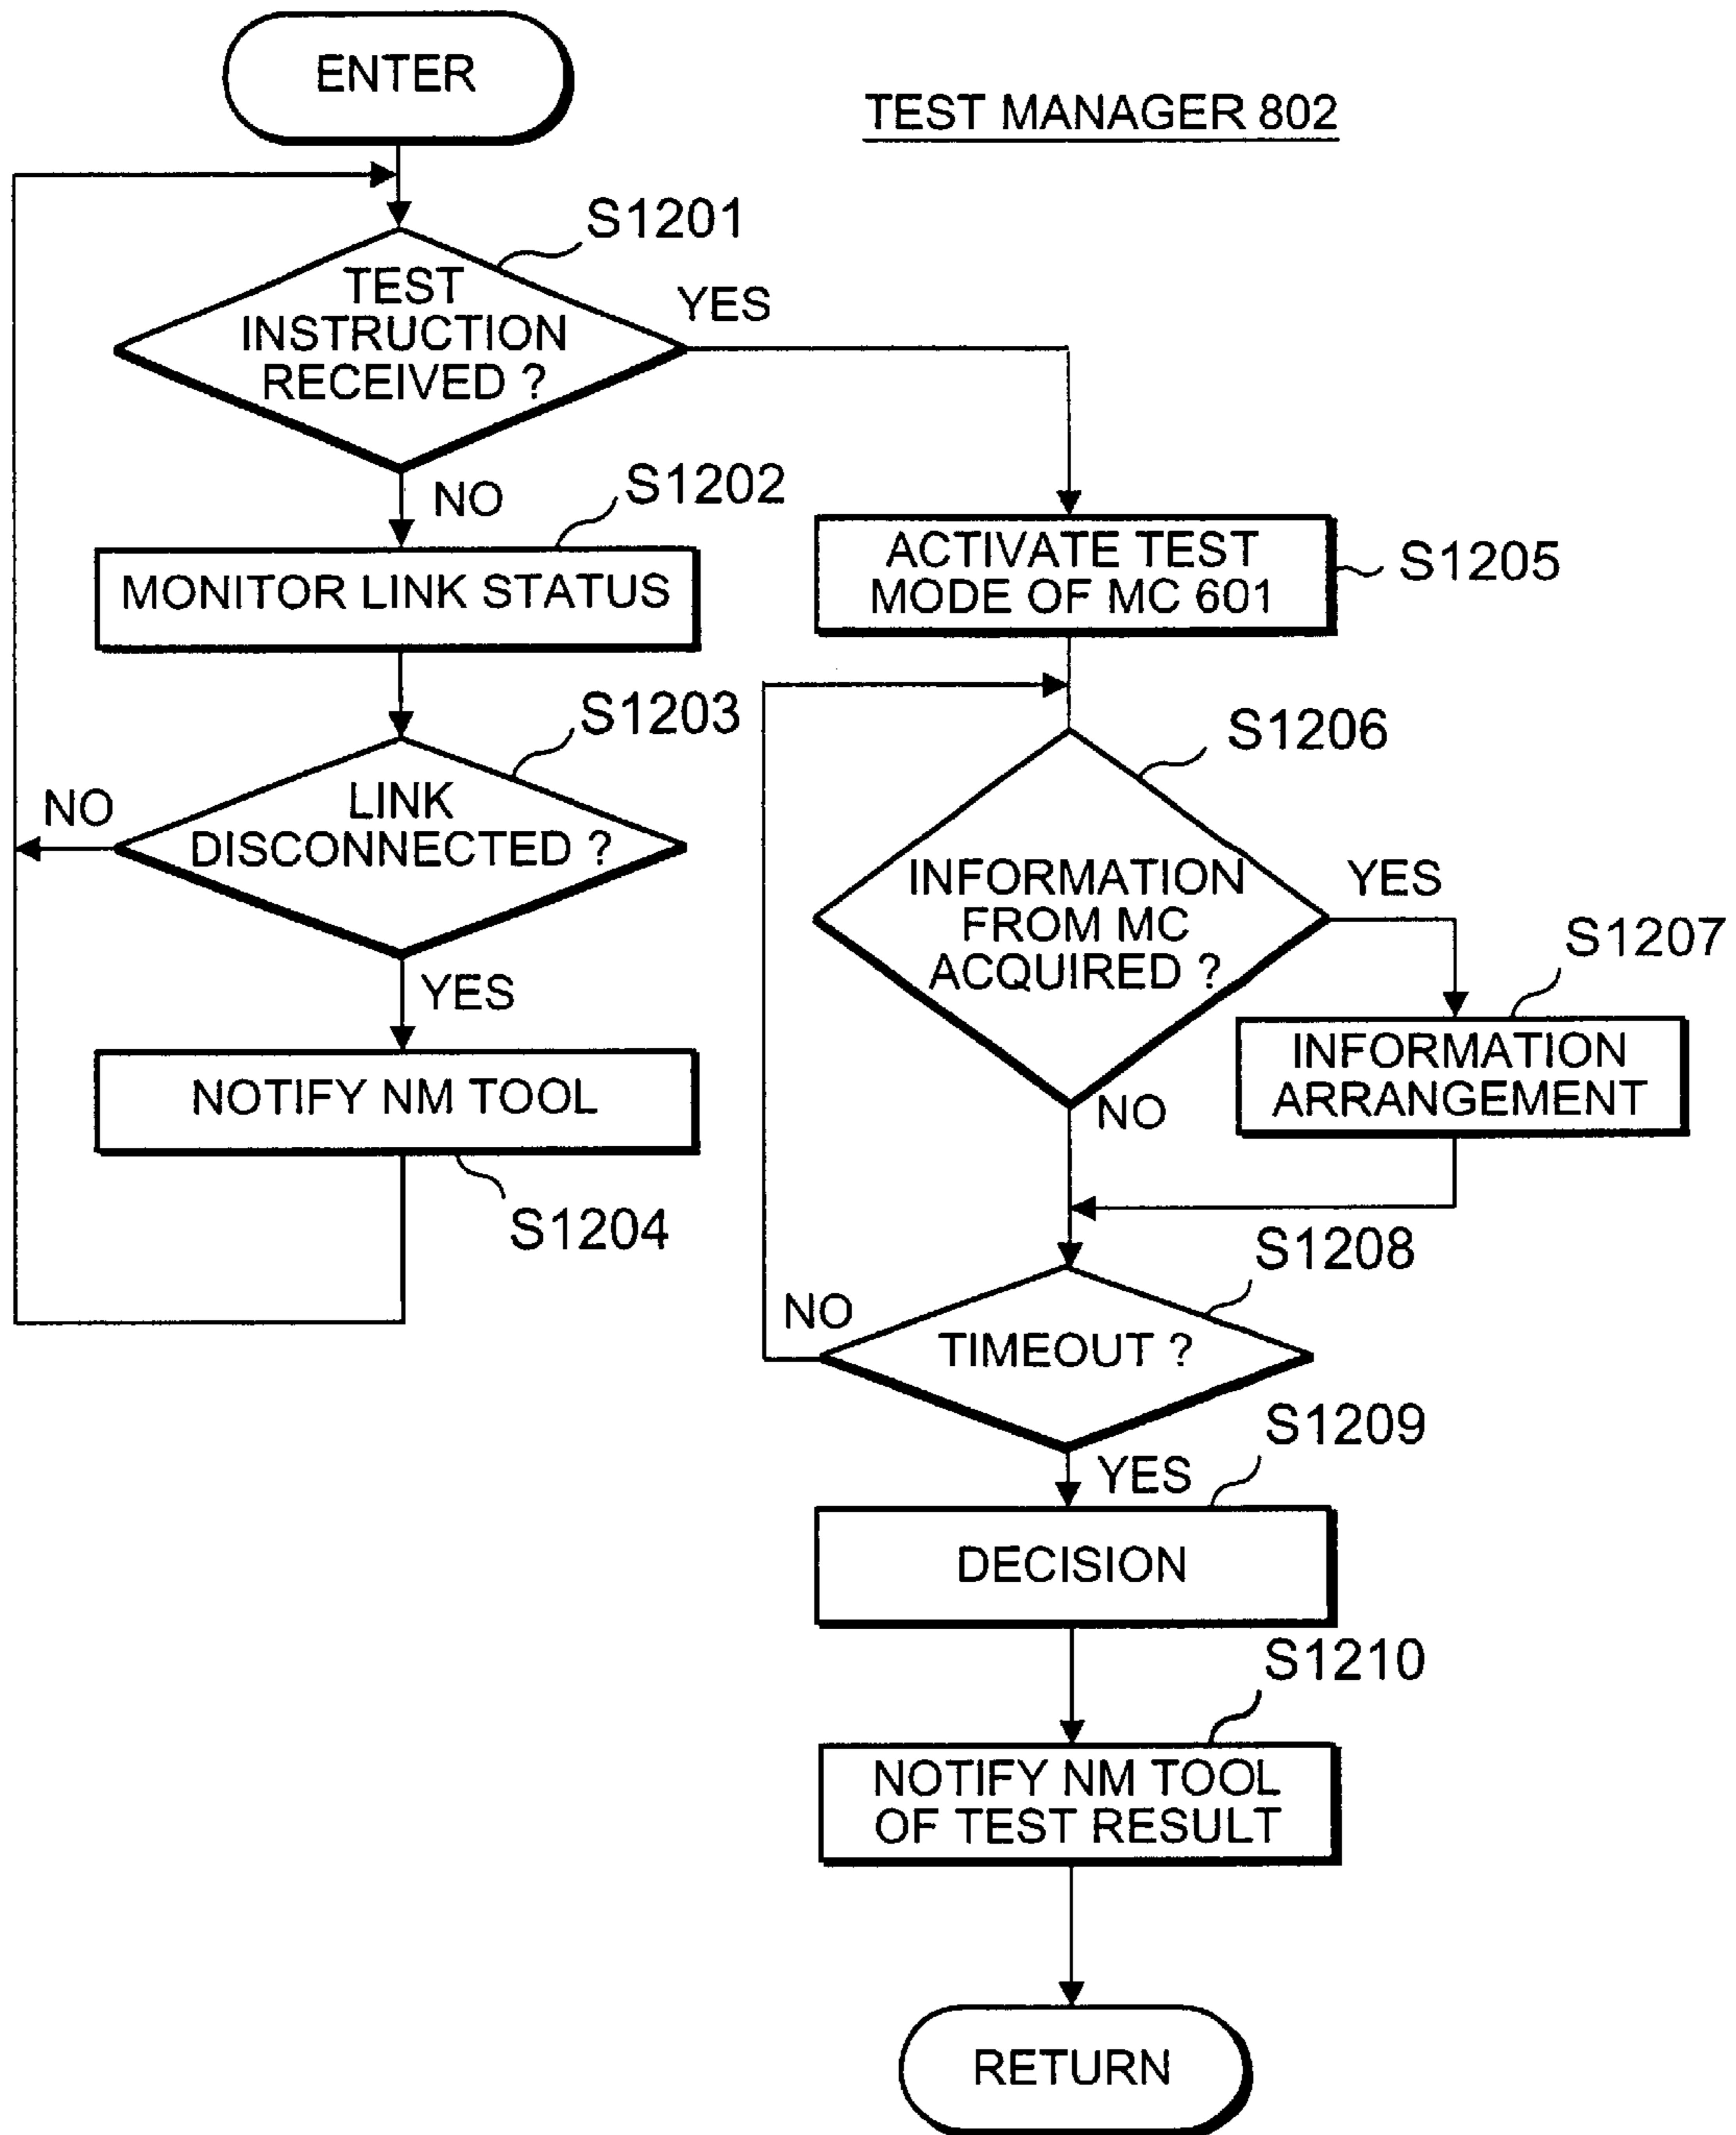 ENTER
TEST MANAGER 802
S1201
TEST
INSTRUCTION
RECEIVED ?
YES
NO
S1202
MONITOR LINK STATUS
S1203
LINK
DISCONNECTED ?
NO
YES
NOTIFY NM TOOL
S1204
ACTIVATE TEST
MODE OF MC 601
S1205
S1206
INFORMATION
FROM MC
ACQUIRED ?
YES
S1207
INFORMATION
ARRANGEMENT
NO
S1208
NO
TIMEOUT ?
S1209
YES
DECISION
S1210
NOTIFY NM TOOL
OF TEST RESULT
RETURN